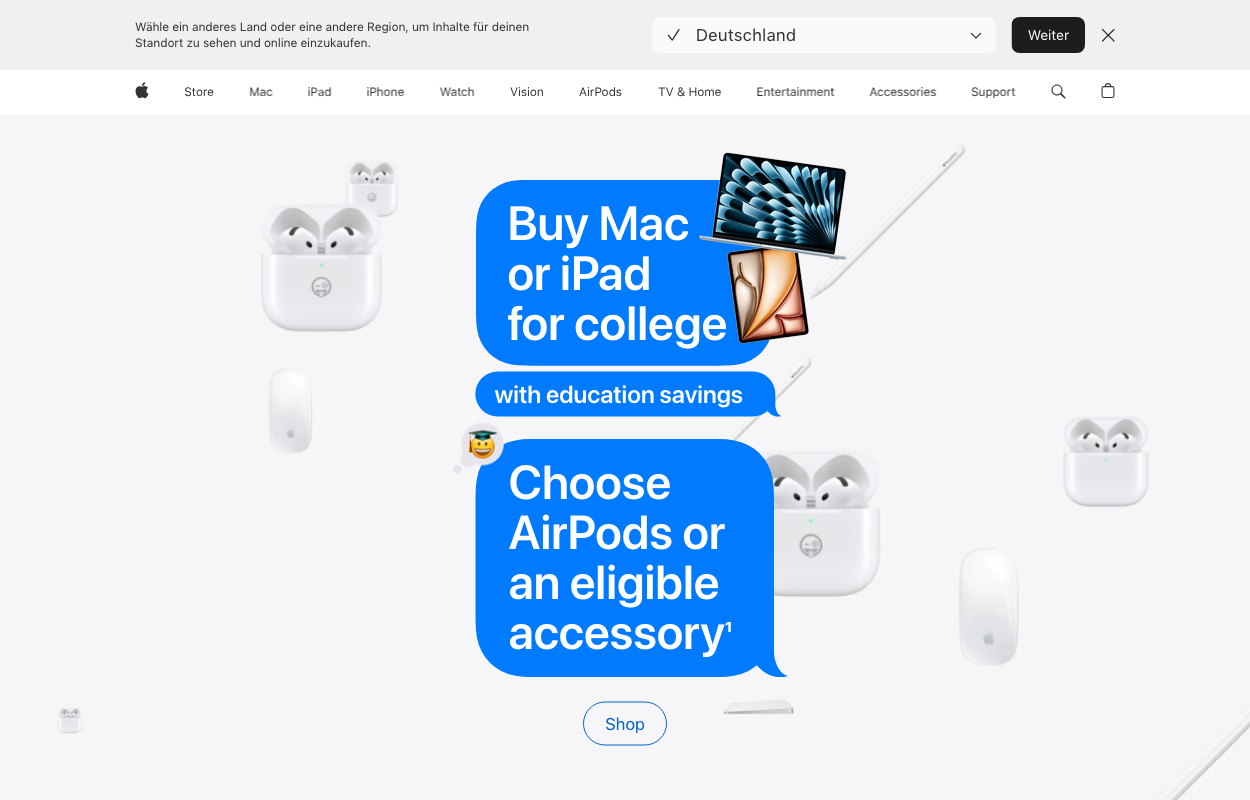 Wähle ein anderes Land oder eine andere Region, um Inhalte für deinen
Standort zu sehen und online einzukaufen.
Deutschland
Weiter
Store Mac iPad iPhone Watch Vision AirPods TV & Home Entertainment Accessories Support
Buy Mac
or iPad
for college
with education savings
Choose
AirPods or
an eligible
accessory¹
Shop